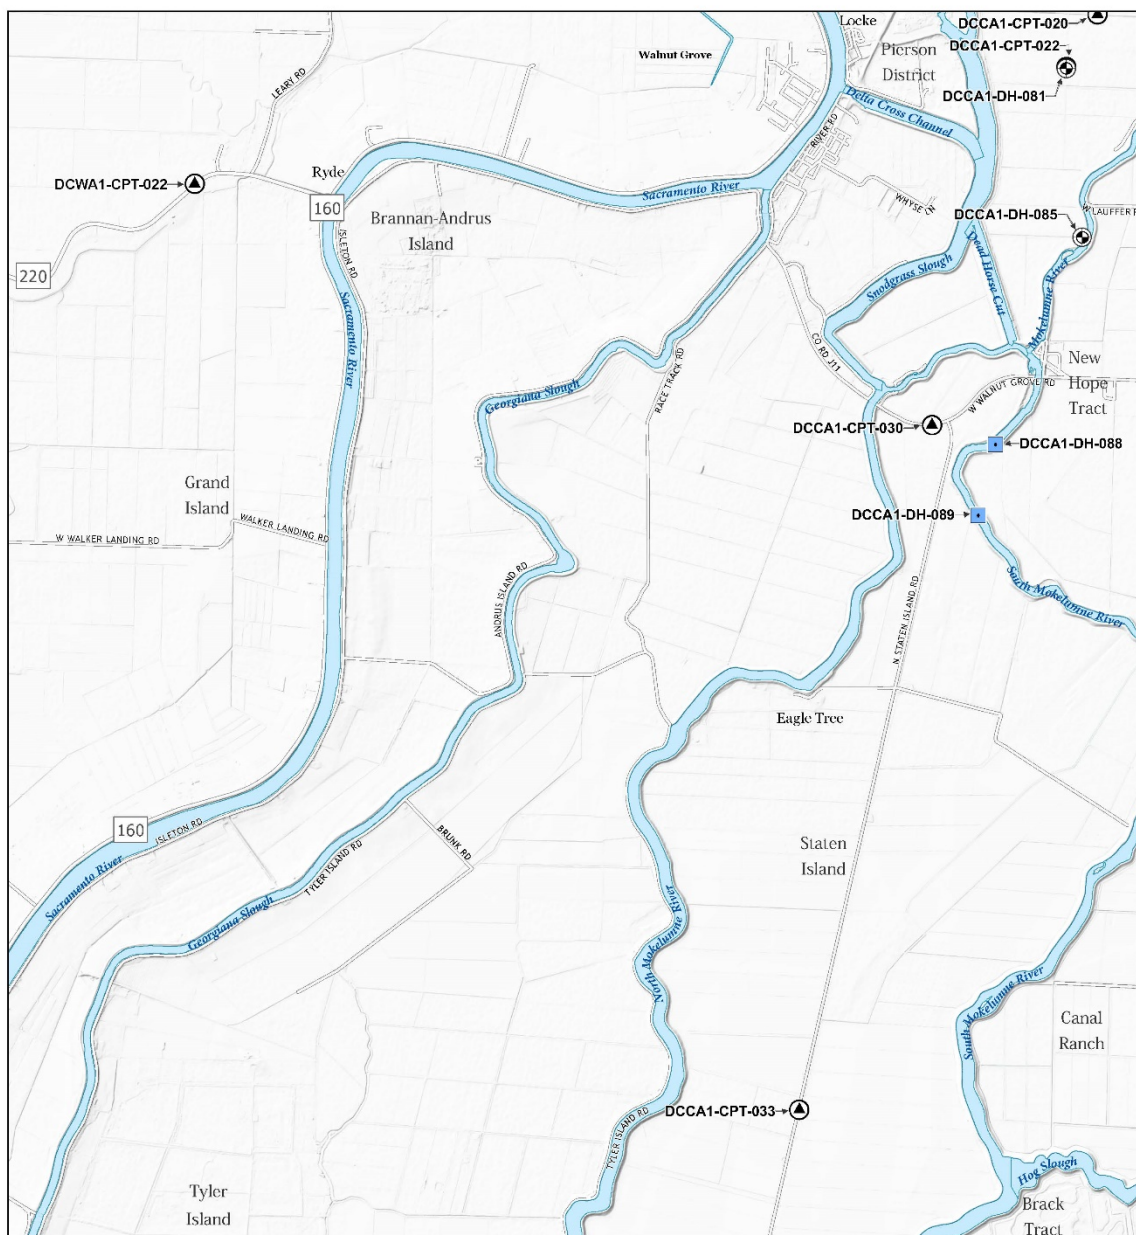 Locke
DCCA1-CPT-020
Walnut Grove
Pierson
District
DCCA1-CPT-022
LEARY RD
DCCA1-DH-081
Delta Cross Channel
RIVER RD
Ryde
DCWA1-CPT-022
160
Sacramento River
WHYSE LN
W LAUFFER
Brannan-Andrus
Island
DCCA1-DH-085
ISLETON RD
220
Snodgrass Slough
Dead Horse Cut
Mokelumne River
Sacramento River
CO RD J11
New
Hope
Tract
Georgiana Slough
RACE TRACK RD
W WALNUT GROVE RD
DCCA1-CPT-030
DCCA1-DH-088
Grand
Island
DCCA1-DH-089
WALKER LANDING RD
W WALKER LANDING RD
ANDRUS ISLAND RD
South Mokelumne River
N STATEN ISLAND RD
Eagle Tree
160
ISLETON RD
BRUNK RD
Staten
Island
TYLER ISLAND RD
Sacramento River
Georgiana Slough
North Mokelumne River
South Mokelumne River
Canal
Ranch
DCCA1-CPT-033
TYLER ISLAND RD
Hog Slough
Tyler
Island
Brack
Tract